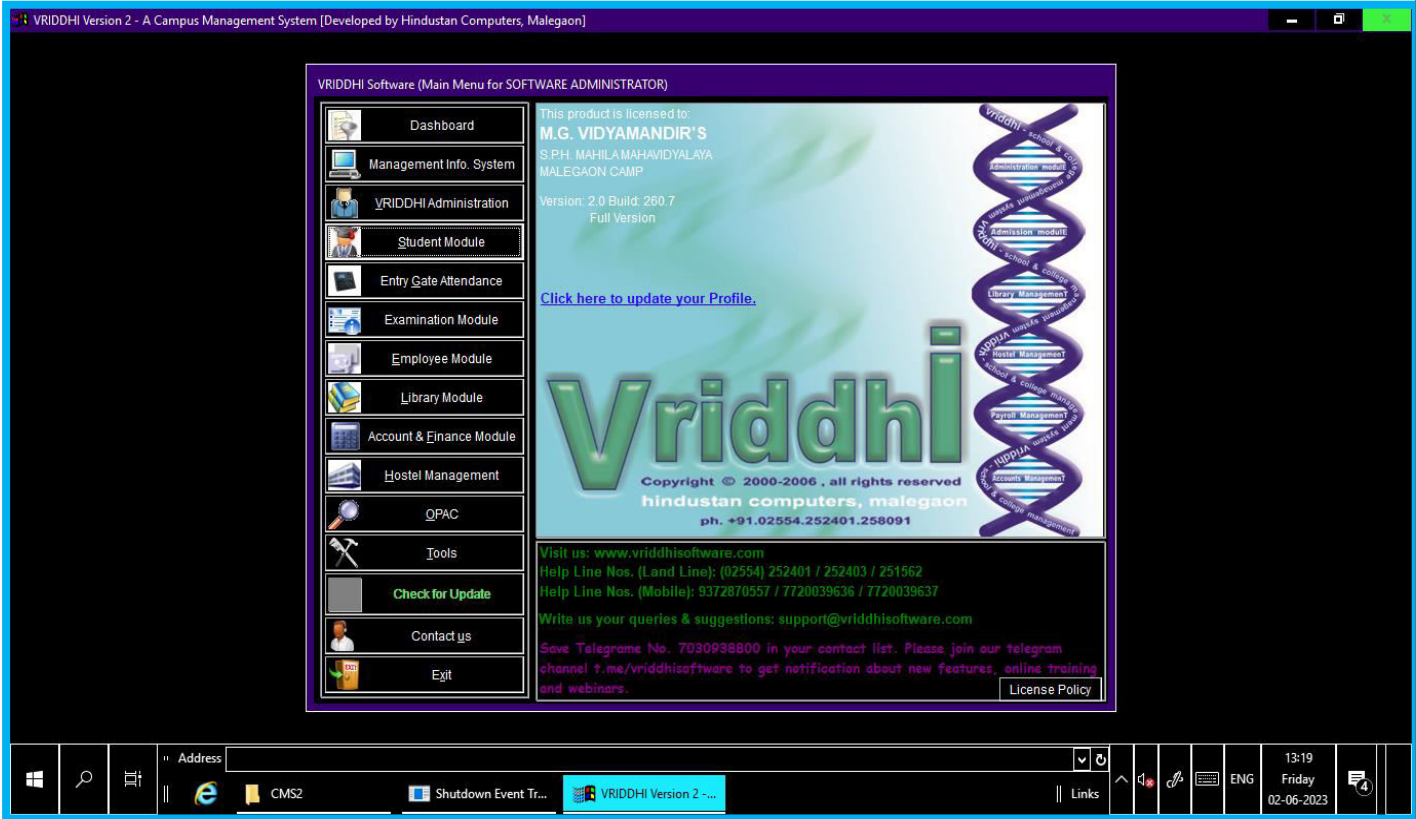 VRIDDHI Version 2 - A Campus Management System [Developed by Hindustan Computers, Malegaon]
VRIDDHI Software (Main Menu for SOFTWARE ADMINISTRATOR)
Dashboard
Management Info. System
VRIDDHI Administration
Student Module
Entry Gate Attendance
Examination Module
Employee Module
Library Module
Account & Finance Module
Hostel Management
OPAC
Tools
Check for Update
Contact us
Exit
This product is licensed to:
M.G. VIDYAMANDIR'S
S.P.H. MAHILA MAHAVIDYALAYA
MALEGAON CAMP
Version: 2.0 Build: 260.7
Full Version
Click here to update your Profile.
Vriddhi
Copyright © 2000-2006 , all rights reserved
hindustan computers, malegaon
ph. +91.02554.252401.258091
vriddhi - school & college management system
Administration modulE
Admission modulE
Library ManagemenT
Hostel ManagemenT
Payroll ManagemenT
Accounts ManagemenT
Visit us: www.vriddhisoftware.com
Help Line Nos. (Land Line): (02554) 252401 / 252403 / 251562
Help Line Nos. (Mobile): 9372870557 / 7720039636 / 7720039637
Write us your queries & suggestions: support@vriddhisoftware.com
Save Telegrame No. 7030938800 in your contact list. Please join our telegram
channel t.me/vriddhisoftware to get notification about new features, online training
and webinars.
License Policy
Address
CMS2
Shutdown Event Tr...
VRIDDHI Version 2 -...
Links
ENG
13:19
Friday
02-06-2023
4